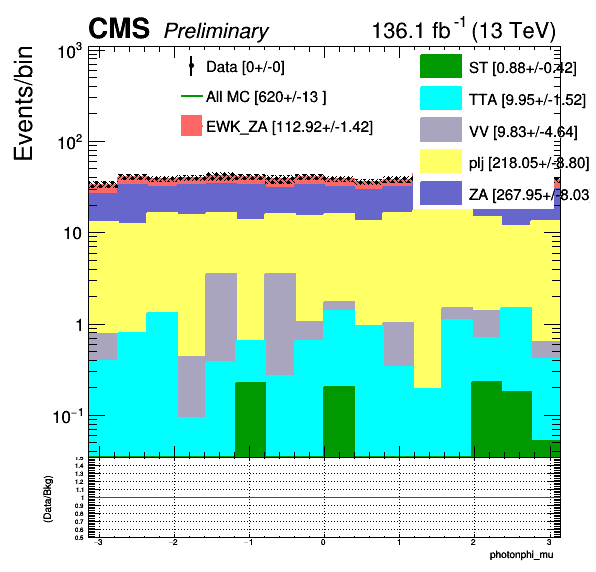 CMS Preliminary 136.1 fb⁻¹ (13 TeV)
Events/bin
10³
10²
10
1
10⁻¹
Data [0+/-0]
All MC [620+/-13 ]
EWK_ZA [112.92+/-1.42]
ST [0.88+/-0.42]
TTA [9.95+/-1.52]
VV [9.83+/-4.64]
plj [218.05+/-8.80]
ZA [267.95+/-8.03]
(Data/Bkg)
1.5
1.4
1.3
1.2
1.1
1
0.9
0.8
0.7
0.6
0.5
−3 −2 −1 0 1 2 3
photonphi_mu